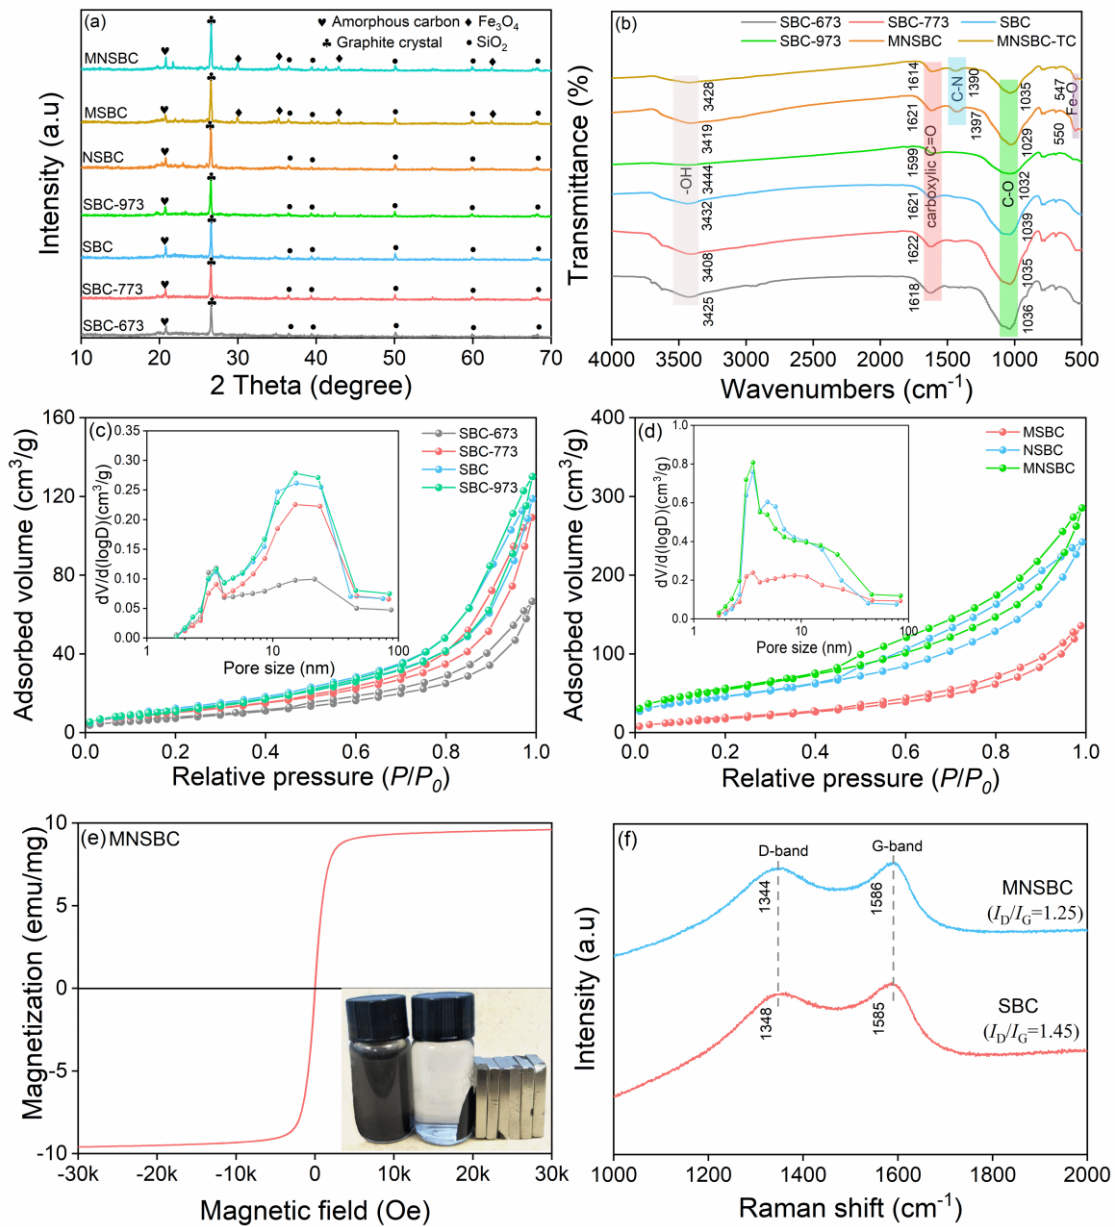 (a)
♥ Amorphous carbon ♦ Fe₃O₄
♣ Graphite crystal • SiO₂
MNSBC
MSBC
NSBC
SBC-973
SBC
SBC-773
SBC-673
Intensity (a.u)
10 20 30 40 50 60 70
2 Theta (degree)
(b)
SBC-673 SBC-773 SBC
SBC-973 MNSBC MNSBC-TC
Transmittance (%)
3428 1614 1390 1035 547
3419 1621 1397 1029 550
3444 1599 1032
3432 1621 1039
3408 1622 1035
3425 1618 1036
-OH
carboxylic C=O
C-N
C-O
Fe-O
4000 3500 3000 2500 2000 1500 1000 500
Wavenumbers (cm⁻¹)
(c)
SBC-673
SBC-773
SBC
SBC-973
Adsorbed volume (cm³/g)
160
120
80
40
0
0.0 0.2 0.4 0.6 0.8 1.0
Relative pressure (P/P₀)
dV/d(logD)(cm³/g)
0.35
0.30
0.25
0.20
0.15
0.10
0.05
0.00
1 10 100
Pore size (nm)
(d)
MSBC
NSBC
MNSBC
Adsorbed volume (cm³/g)
400
300
200
100
0
0.0 0.2 0.4 0.6 0.8 1.0
Relative pressure (P/P₀)
dV/d(logD)(cm³/g)
1.0
0.8
0.6
0.4
0.2
0.0
1 10 100
Pore size (nm)
(e) MNSBC
Magnetization (emu/mg)
10
5
0
-5
-10
-30k -20k -10k 0 10k 20k 30k
Magnetic field (Oe)
(f)
D-band G-band
1344 1586
MNSBC
(I_D/I_G=1.25)
1348 1585
SBC
(I_D/I_G=1.45)
Intensity (a.u)
1000 1200 1400 1600 1800 2000
Raman shift (cm⁻¹)